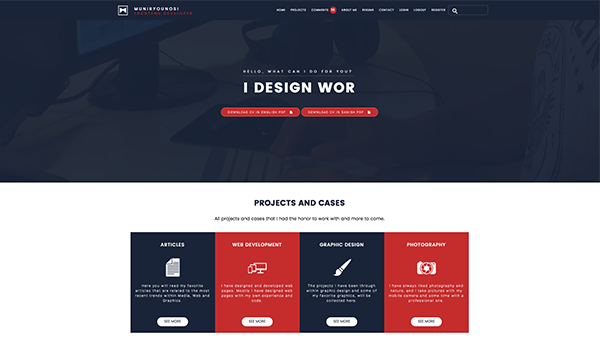 MUNIRYOUNOSI
FRONTEND DEVELOPER
HOME PROJECTS COMMENTS ABOUT ME RESUME CONTACT LOGIN LOGOUT REGISTER
HELLO, WHAT CAN I DO FOR YOU?
I DESIGN WOR
DOWNLOAD CV IN ENGLISH PDF
DOWNLOAD CV IN DANISH PDF
PROJECTS AND CASES
All projects and cases that I had the honor to work with and more to come.
ARTICLES
Here you will read my favorite
articles that are related to the most
recent trends within Media, Web and
Graphics.
SEE MORE
WEB DEVELOPMENT
I have designed and developed web
pages. Mostly I have designed web
pages with my own experience and
code.
SEE MORE
GRAPHIC DESIGN
The projects I have been through
within graphic design and some of
my favorite graphics, will be
collected here.
SEE MORE
PHOTOGRAPHY
I have always liked photography and
nature, and I take pictures with my
mobile camera and some time with a
professional one.
SEE MORE